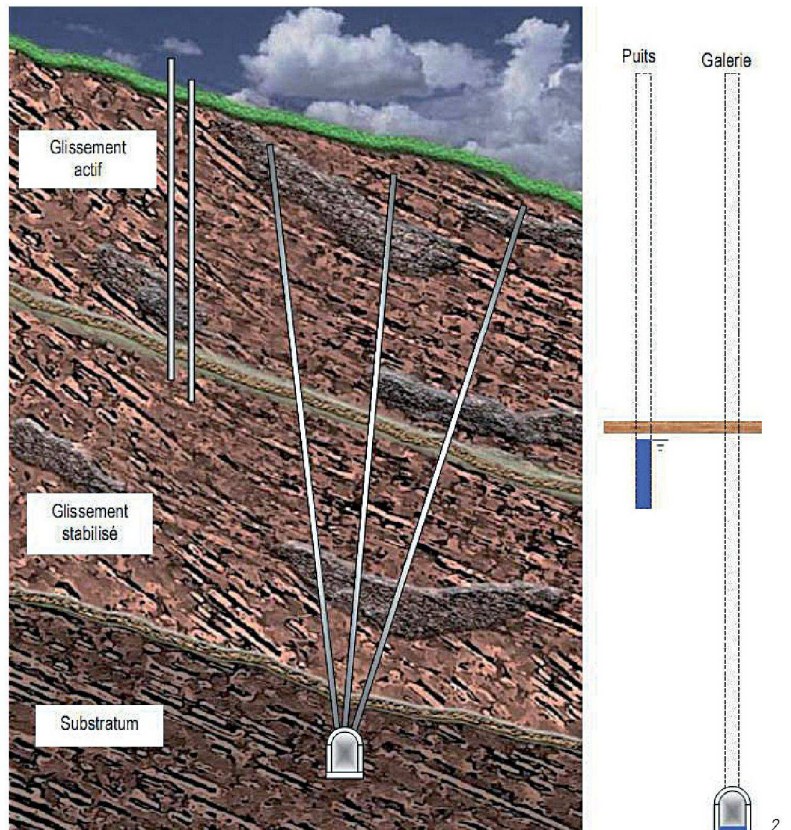 Puits
Galerie
Glissement
actif
Glissement
stabilisé
Substratum
2